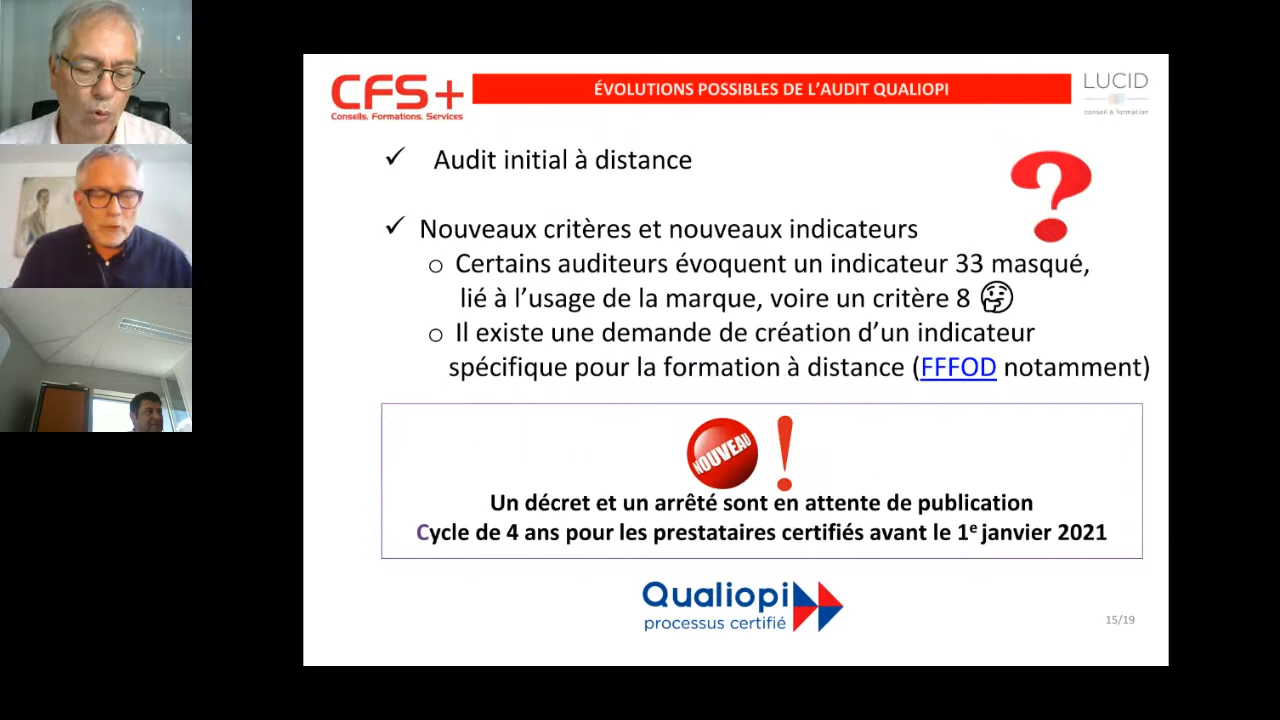 CFS+
Conseils, Formations, Services
ÉVOLUTIONS POSSIBLES DE L'AUDIT QUALIOPI
LUCID
conseil & formation
✓ Audit initial à distance
✓ Nouveaux critères et nouveaux indicateurs
o Certains auditeurs évoquent un indicateur 33 masqué,
lié à l'usage de la marque, voire un critère 8 🤔
o Il existe une demande de création d'un indicateur
spécifique pour la formation à distance (FFFOD notamment)
NOUVEAU
Un décret et un arrêté sont en attente de publication
Cycle de 4 ans pour les prestataires certifiés avant le 1e janvier 2021
Qualiopi
processus certifié
15/19